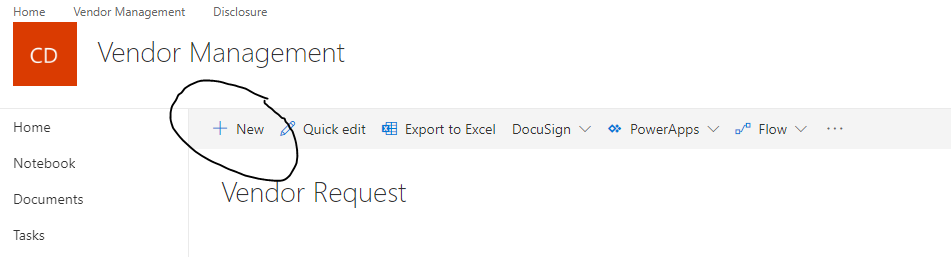 Home Vendor Management Disclosure
CD Vendor Management
Home
+ New Quick edit Export to Excel DocuSign PowerApps Flow ...
Notebook
Vendor Request
Documents
Tasks